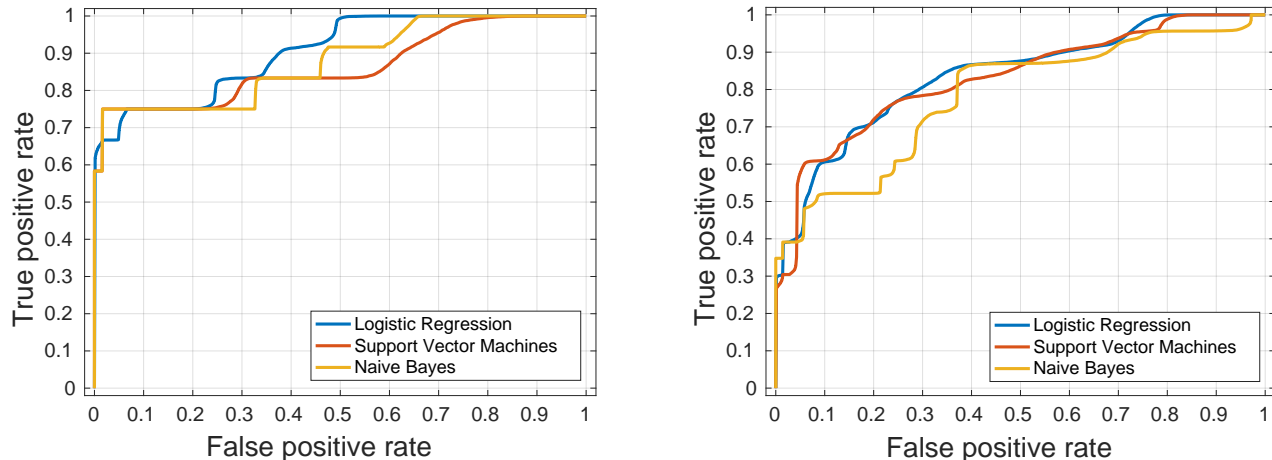 1
0.9
0.8
0.7
0.6
0.5
0.4
0.3
0.2
0.1
0
True positive rate
Logistic Regression
Support Vector Machines
Naive Bayes
0 0.1 0.2 0.3 0.4 0.5 0.6 0.7 0.8 0.9 1
False positive rate
1
0.9
0.8
0.7
0.6
0.5
0.4
0.3
0.2
0.1
0
True positive rate
Logistic Regression
Support Vector Machines
Naive Bayes
0 0.1 0.2 0.3 0.4 0.5 0.6 0.7 0.8 0.9 1
False positive rate